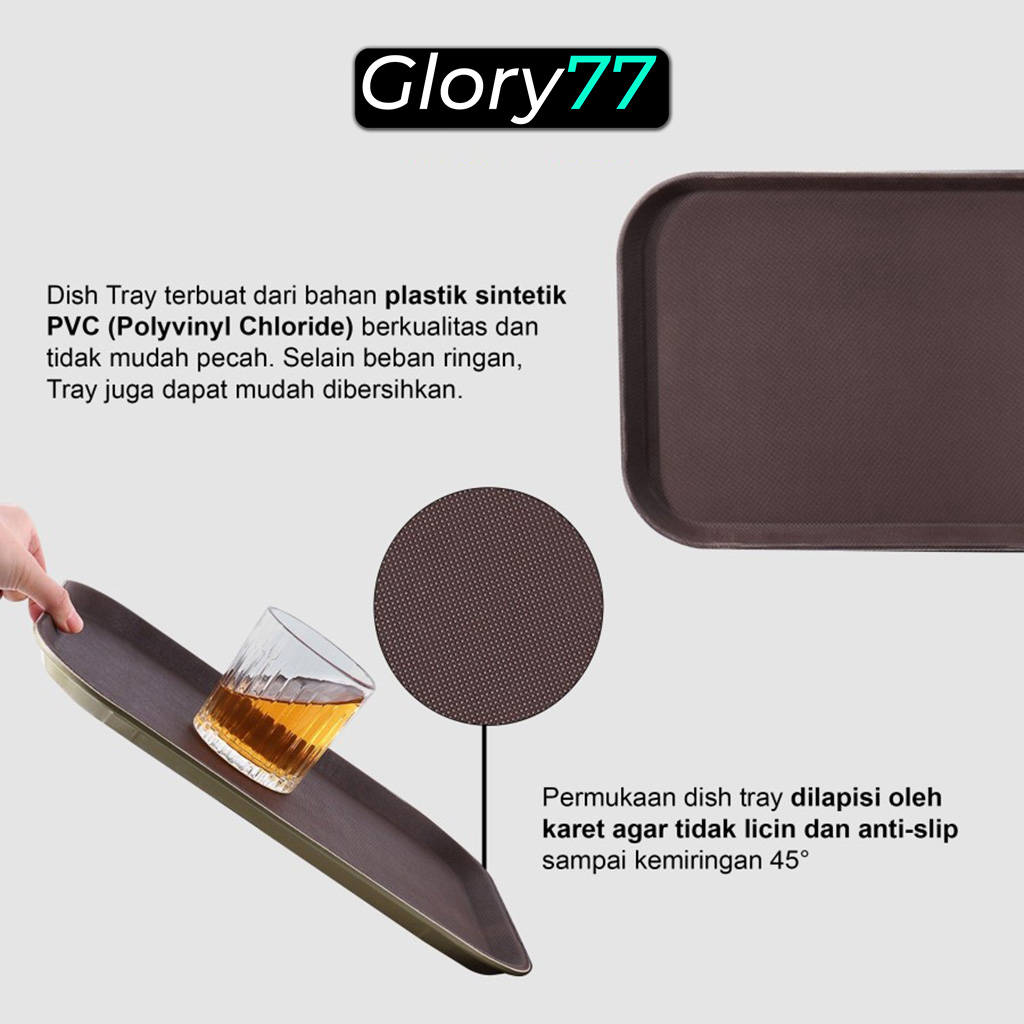 Glory77
Dish Tray terbuat dari bahan plastik sintetik
PVC (Polyvinyl Chloride) berkualitas dan
tidak mudah pecah. Selain beban ringan,
Tray juga dapat mudah dibersihkan.
Permukaan dish tray dilapisi oleh
karet agar tidak licin dan anti-slip
sampai kemiringan 45°